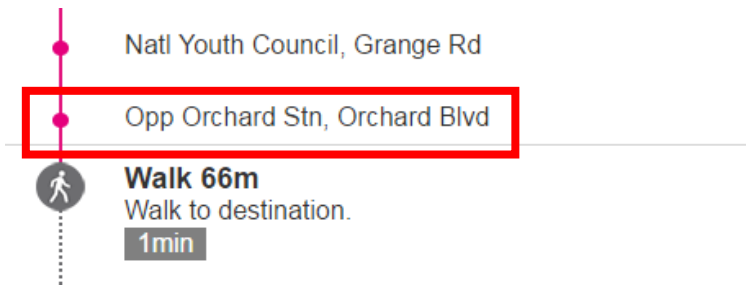 Natl Youth Council, Grange Rd
Opp Orchard Stn, Orchard Blvd
Walk 66m
Walk to destination.
1min